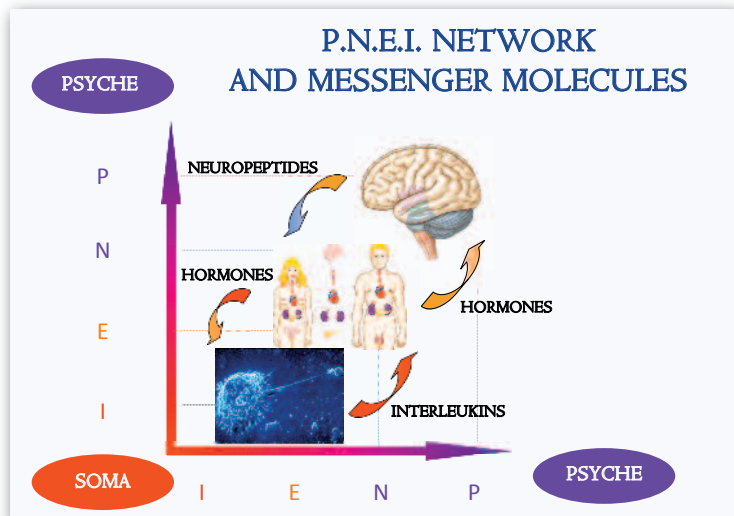 P.N.E.I. NETWORK
AND MESSENGER MOLECULES
PSYCHE
P
NEUROPEPTIDES
N
HORMONES
HORMONES
E
I
INTERLEUKINS
SOMA
I E N P
PSYCHE